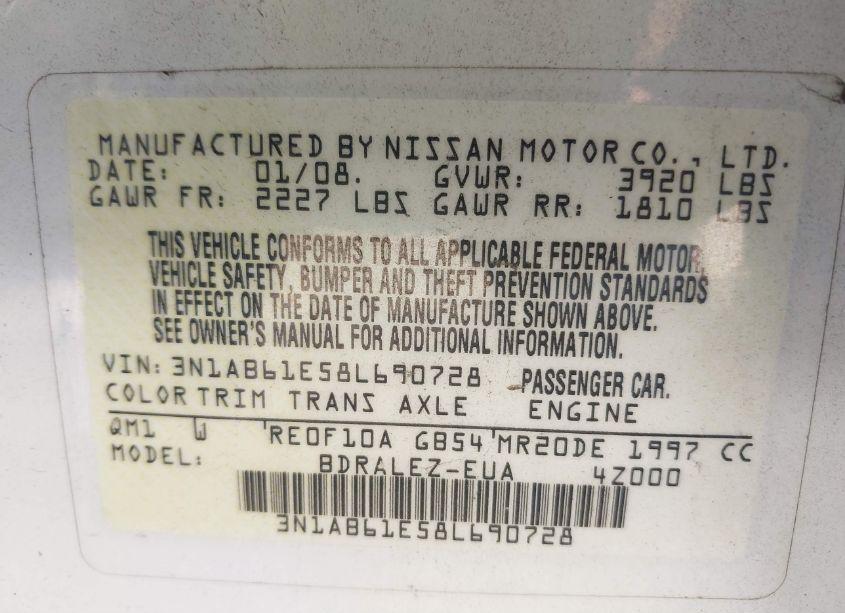 MANUFACTURED BY NISSAN MOTOR CO., LTD.
DATE: 01/08. GVWR: 3920 LBS
GAWR FR: 2227 LBS GAWR RR: 1810 LBS
THIS VEHICLE CONFORMS TO ALL APPLICABLE FEDERAL MOTOR
VEHICLE SAFETY, BUMPER AND THEFT PREVENTION STANDARDS
IN EFFECT ON THE DATE OF MANUFACTURE SHOWN ABOVE.
SEE OWNER'S MANUAL FOR ADDITIONAL INFORMATION.
VIN: 3N1AB61E58L690728 PASSENGER CAR.
COLOR TRIM TRANS AXLE ENGINE
QM1 W RE0F10A GB54 MR20DE 1997 CC
MODEL: BDRALEZ-EUA 4Z000
3N1AB61E58L690728